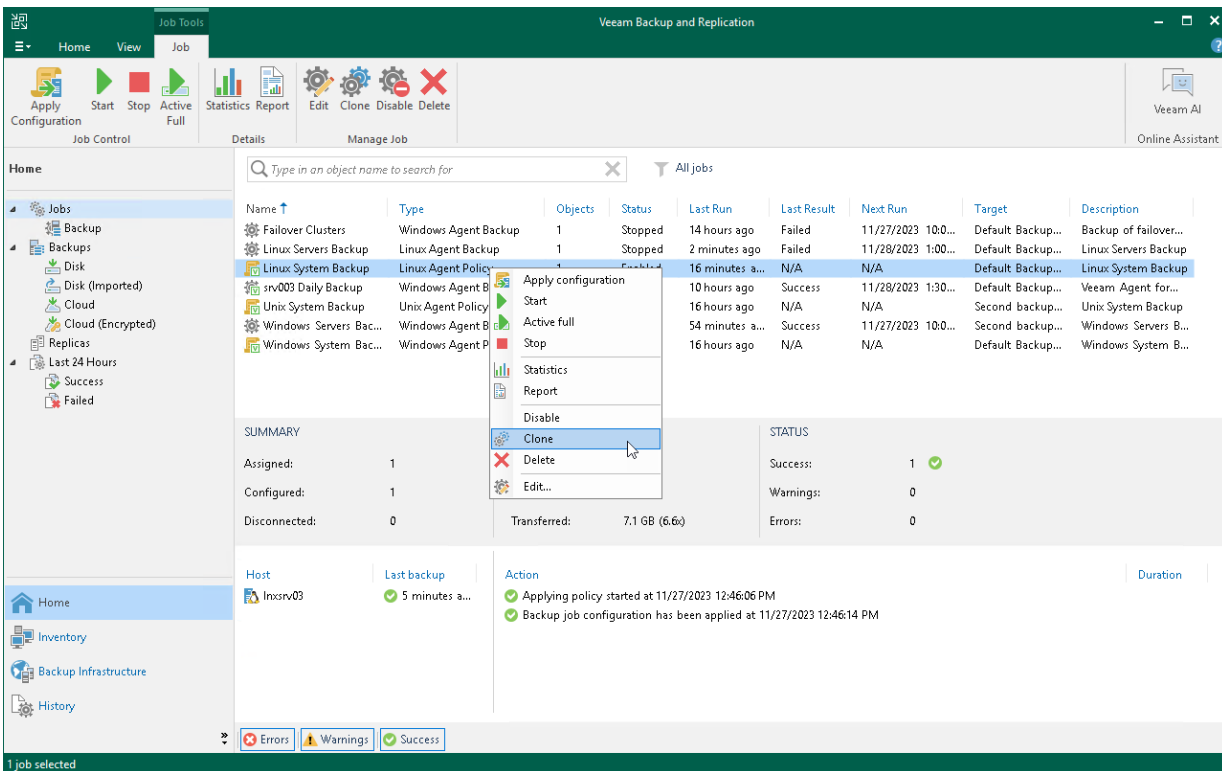 Job Tools
Veeam Backup and Replication
Home View Job
Apply Configuration
Start
Stop
Active Full
Statistics
Report
Edit
Clone
Disable
Delete
Veeam AI
Job Control
Details
Manage Job
Online Assistant
Home
Type in an object name to search for
All jobs
Jobs
Backup
Backups
Disk
Disk (Imported)
Cloud
Cloud (Encrypted)
Replicas
Last 24 Hours
Success
Failed
Name Type Objects Status Last Run Last Result Next Run Target Description
Failover Clusters Windows Agent Backup 1 Stopped 14 hours ago Failed 11/27/2023 10:0... Default Backup... Backup of failover...
Linux Servers Backup Linux Agent Backup 1 Stopped 2 minutes ago Failed 11/28/2023 1:00... Default Backup... Linux Servers Backup
Linux System Backup Linux Agent Policy 16 minutes a... N/A N/A Default Backup... Linux System Backup
srv003 Daily Backup Windows Agent B 10 hours ago Success 11/28/2023 1:30... Default Backup... Veeam Agent for...
Unix System Backup Unix Agent Policy 16 hours ago N/A N/A Second backup... Unix System Backup
Windows Servers Bac... Windows Agent B 54 minutes a... Success 11/27/2023 10:0... Second backup... Windows Servers B...
Windows System Bac... Windows Agent P 16 hours ago N/A N/A Default Backup... Windows System B...
Apply configuration
Start
Active full
Stop
Statistics
Report
Disable
Clone
Delete
Edit...
SUMMARY
Assigned: 1
Configured: 1
Disconnected: 0
Transferred: 7.1 GB (6.6x)
STATUS
Success: 1
Warnings: 0
Errors: 0
Host Last backup
lnxsrv03 5 minutes a...
Action Duration
Applying policy started at 11/27/2023 12:46:06 PM
Backup job configuration has been applied at 11/27/2023 12:46:14 PM
Home
Inventory
Backup Infrastructure
History
Errors Warnings Success
1 job selected